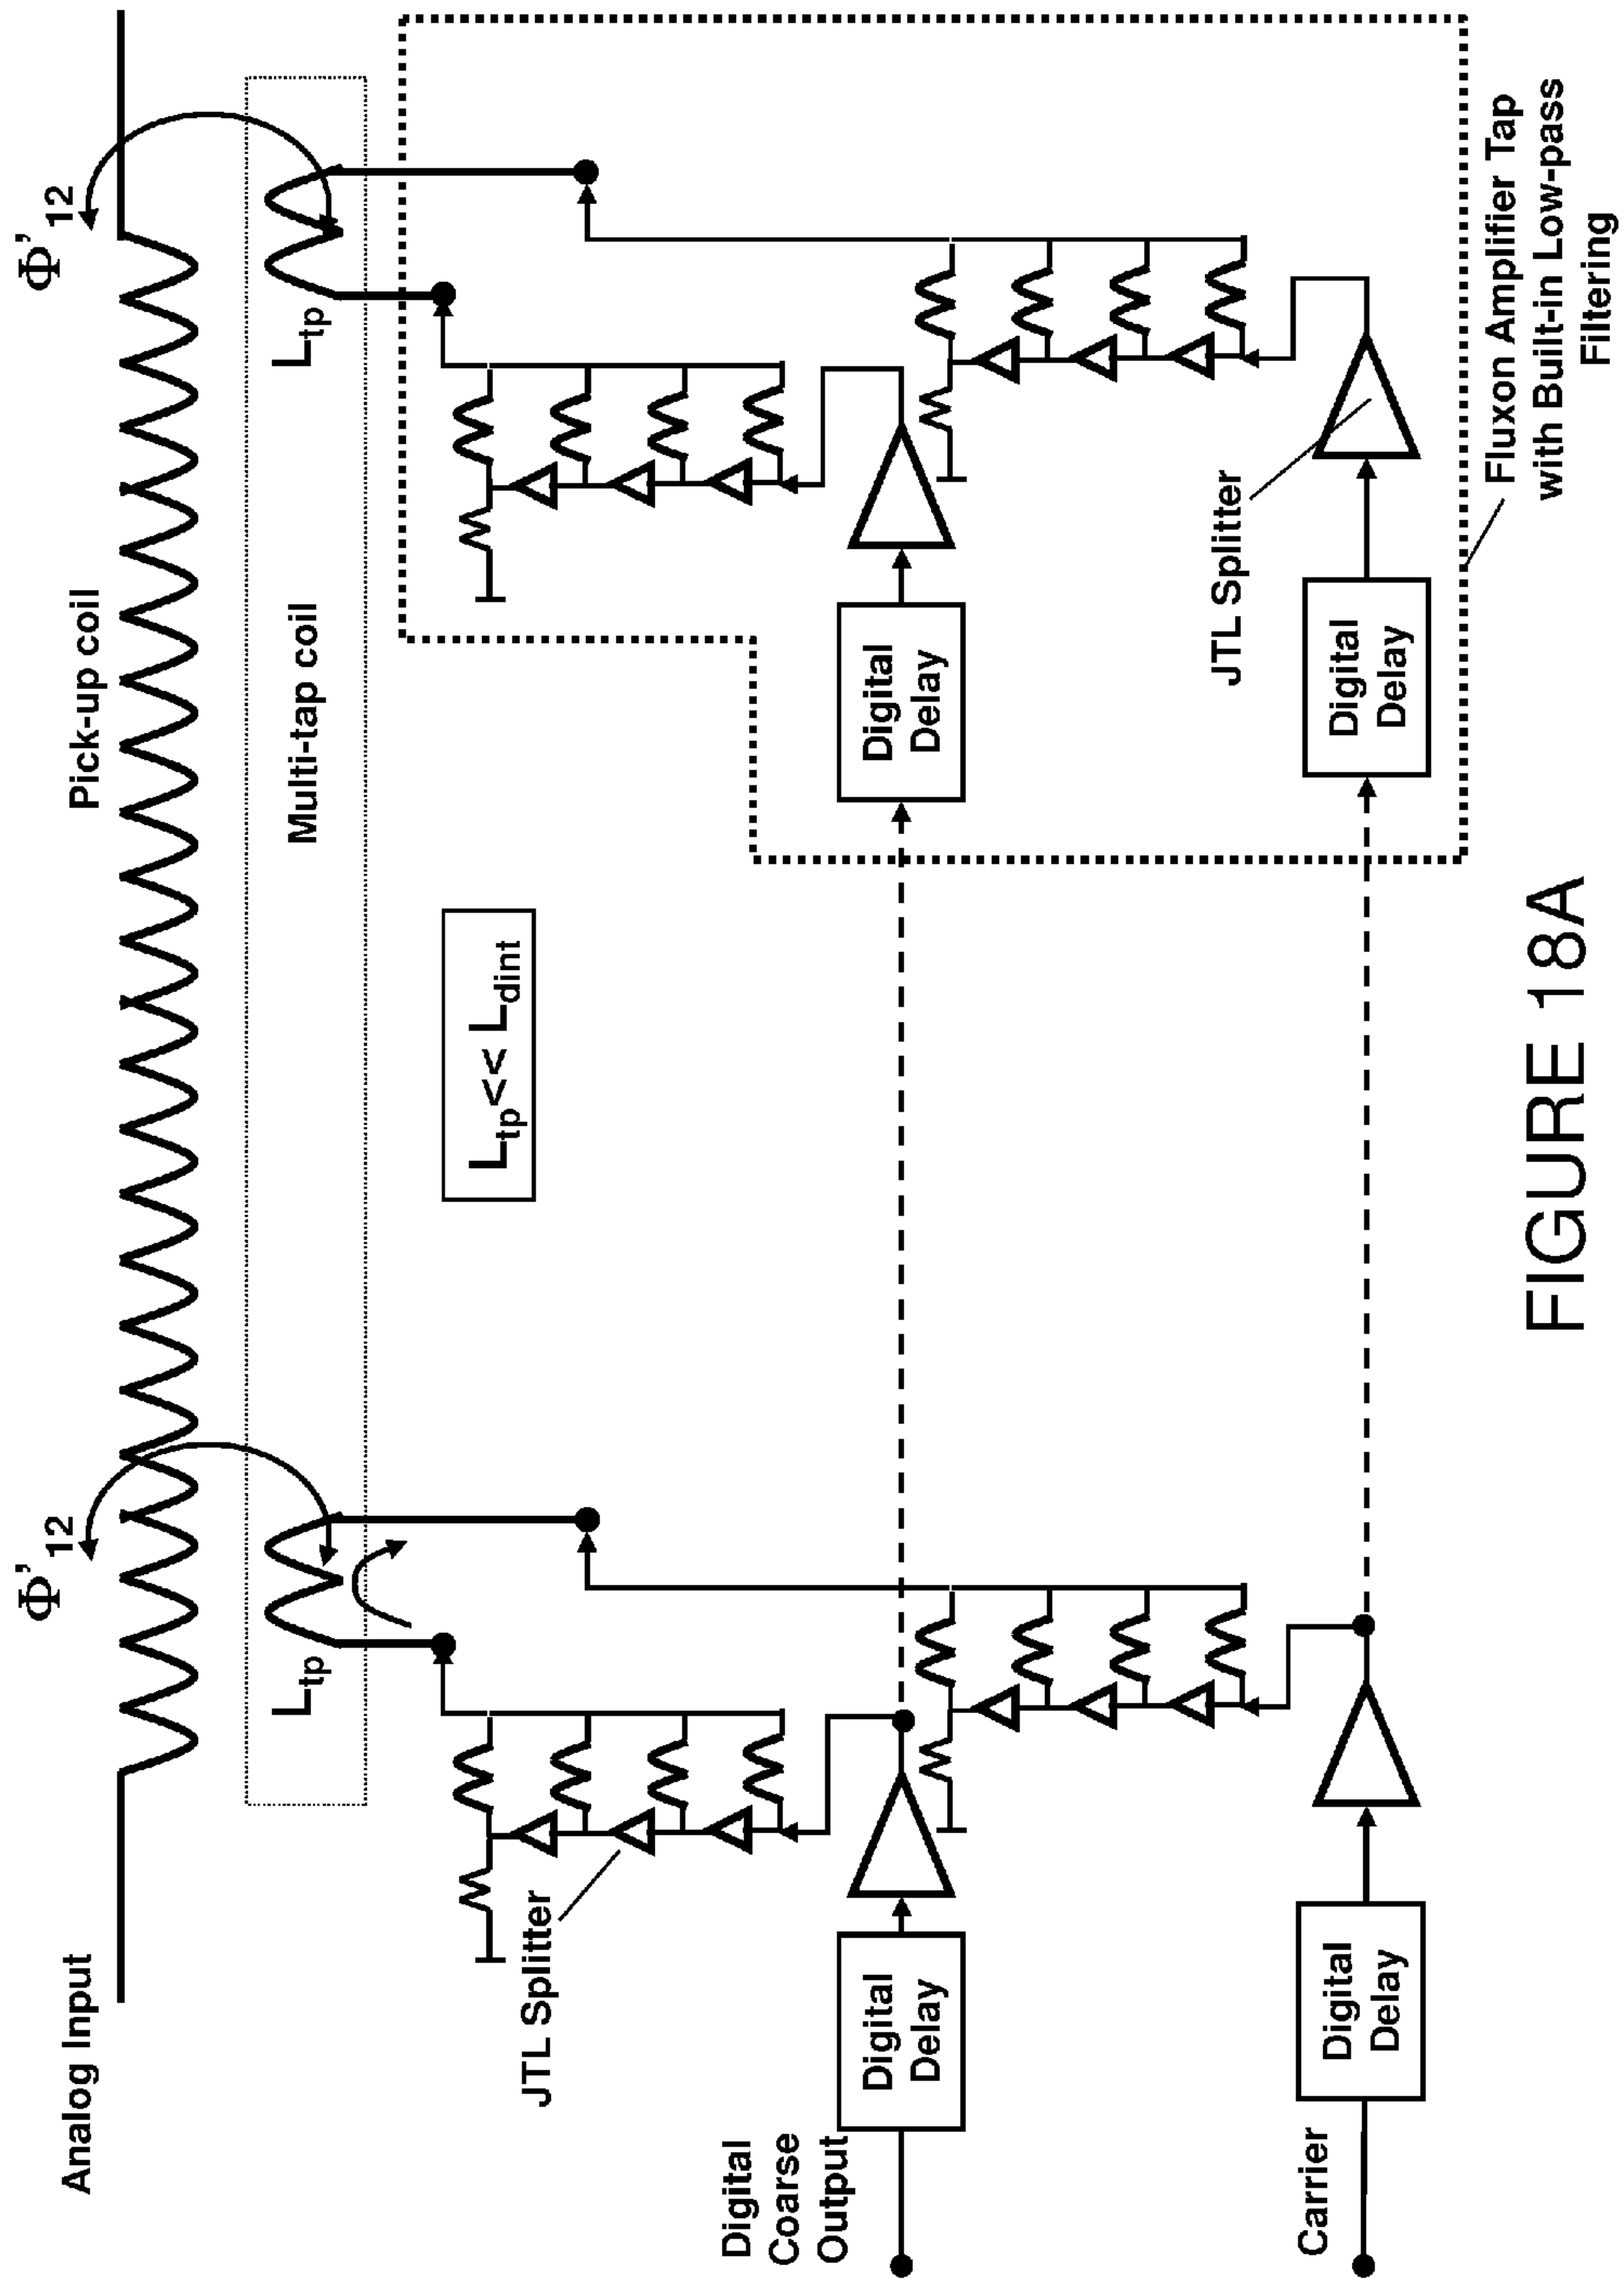 Analog Input
Pick-up coil
Φ'12
Φ'12
Multi-tap coil
Ltp
Ltp
Ltp<< Ldint
JTL Splitter
Digital
Coarse
Output
Digital
Delay
Digital
Delay
JTL Splitter
Carrier
Digital
Delay
Digital
Delay
Fluxon Amplifier Tap
with Built-in Low-pass
Filtering
FIGURE 18A